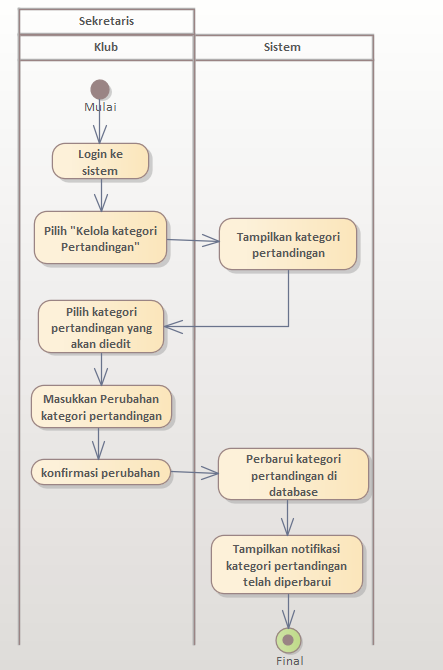 Sekretaris
Klub
Sistem
Mulai
Login ke
sistem
Pilih "Kelola kategori
Pertandingan"
Tampilkan kategori
pertandingan
Pilih kategori
pertandingan yang
akan diedit
Masukkan Perubahan
kategori pertandingan
konfirmasi perubahan
Perbarui kategori
pertandingan di
database
Tampilkan notifikasi
kategori pertandingan
telah diperbarui
Final